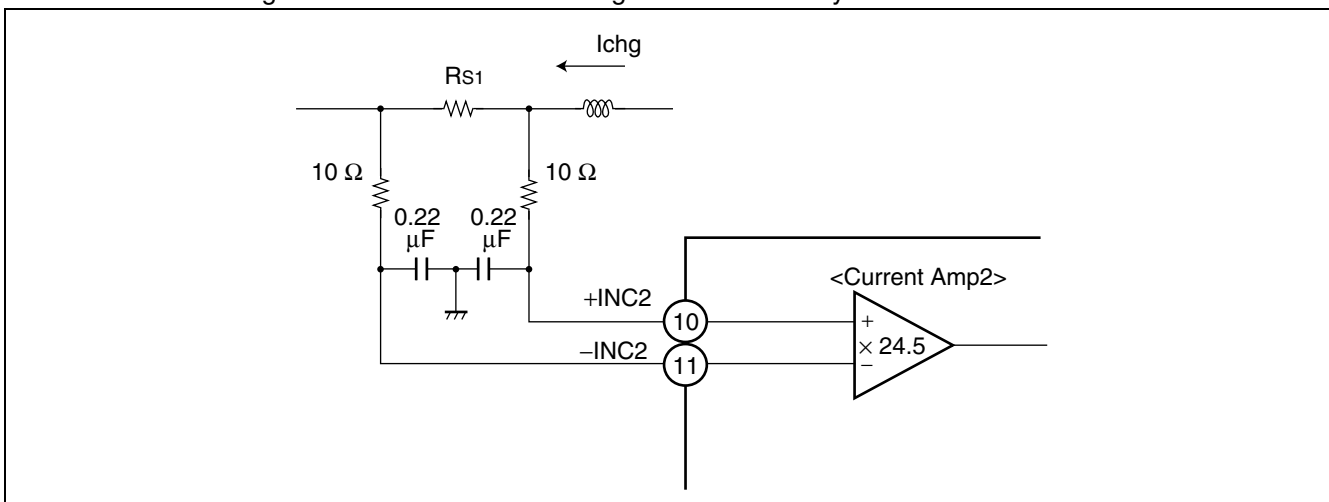 Ichg
RS1
10 Ω
10 Ω
0.22
μF
0.22
μF
<Current Amp2>
+INC2
10
+
× 24.5
−INC2
11
−